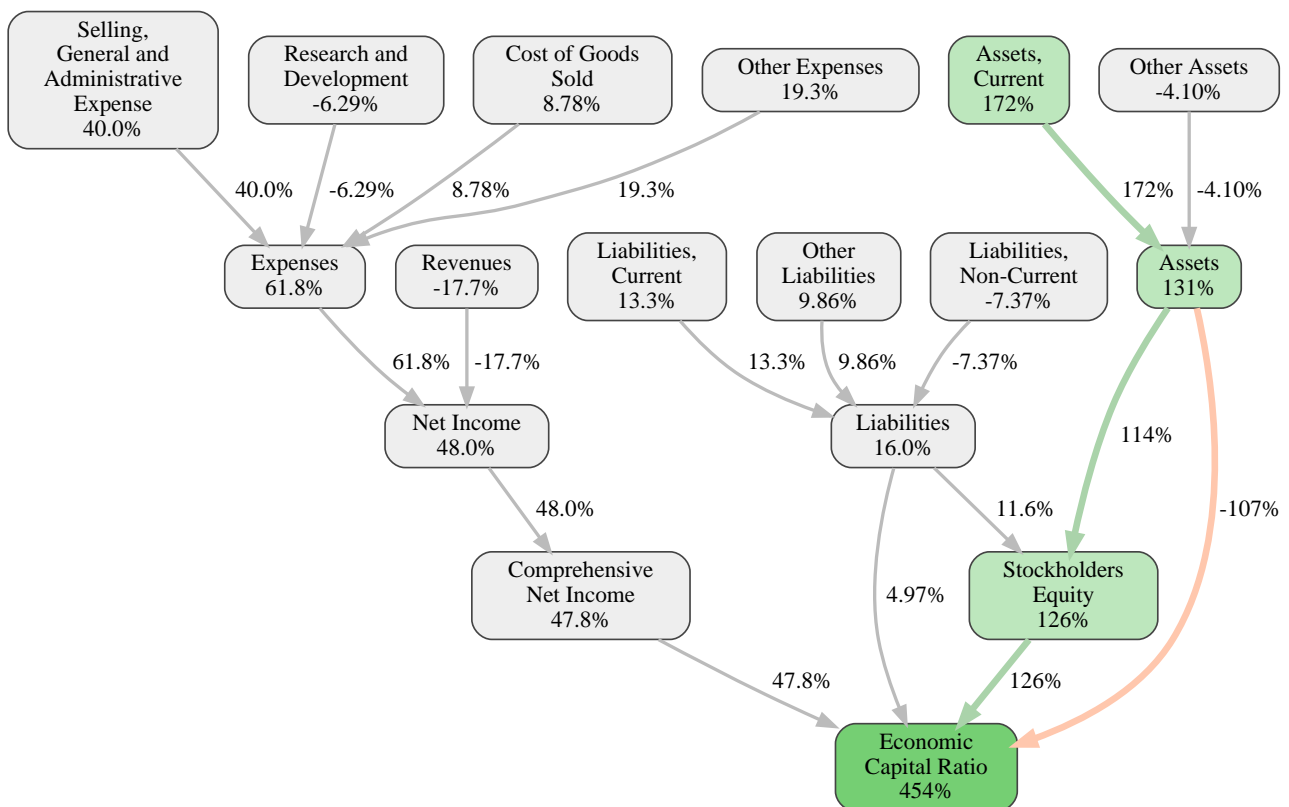 Selling,
General and
Administrative
Expense
40.0%
Research and
Development
-6.29%
Cost of Goods
Sold
8.78%
Other Expenses
19.3%
Assets,
Current
172%
Other Assets
-4.10%
40.0%
-6.29%
8.78%
19.3%
172%
-4.10%
Expenses
61.8%
Revenues
-17.7%
Liabilities,
Current
13.3%
Other
Liabilities
9.86%
Liabilities,
Non-Current
-7.37%
Assets
131%
61.8%
-17.7%
13.3%
9.86%
-7.37%
Net Income
48.0%
Liabilities
16.0%
114%
48.0%
11.6%
-107%
Comprehensive
Net Income
47.8%
4.97%
Stockholders
Equity
126%
47.8%
126%
Economic
Capital Ratio
454%